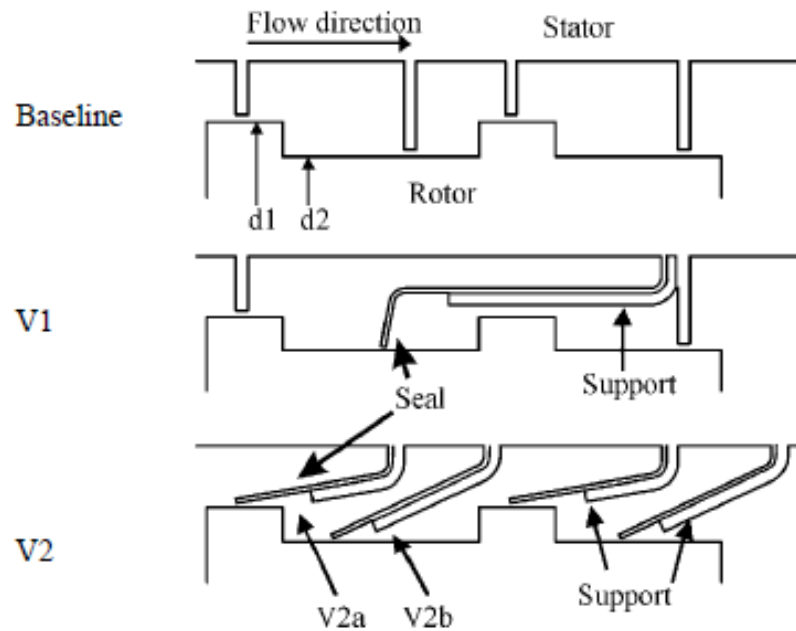 Flow direction
Stator
Baseline
Rotor
d1
d2
V1
Support
Seal
V2
Support
V2a
V2b